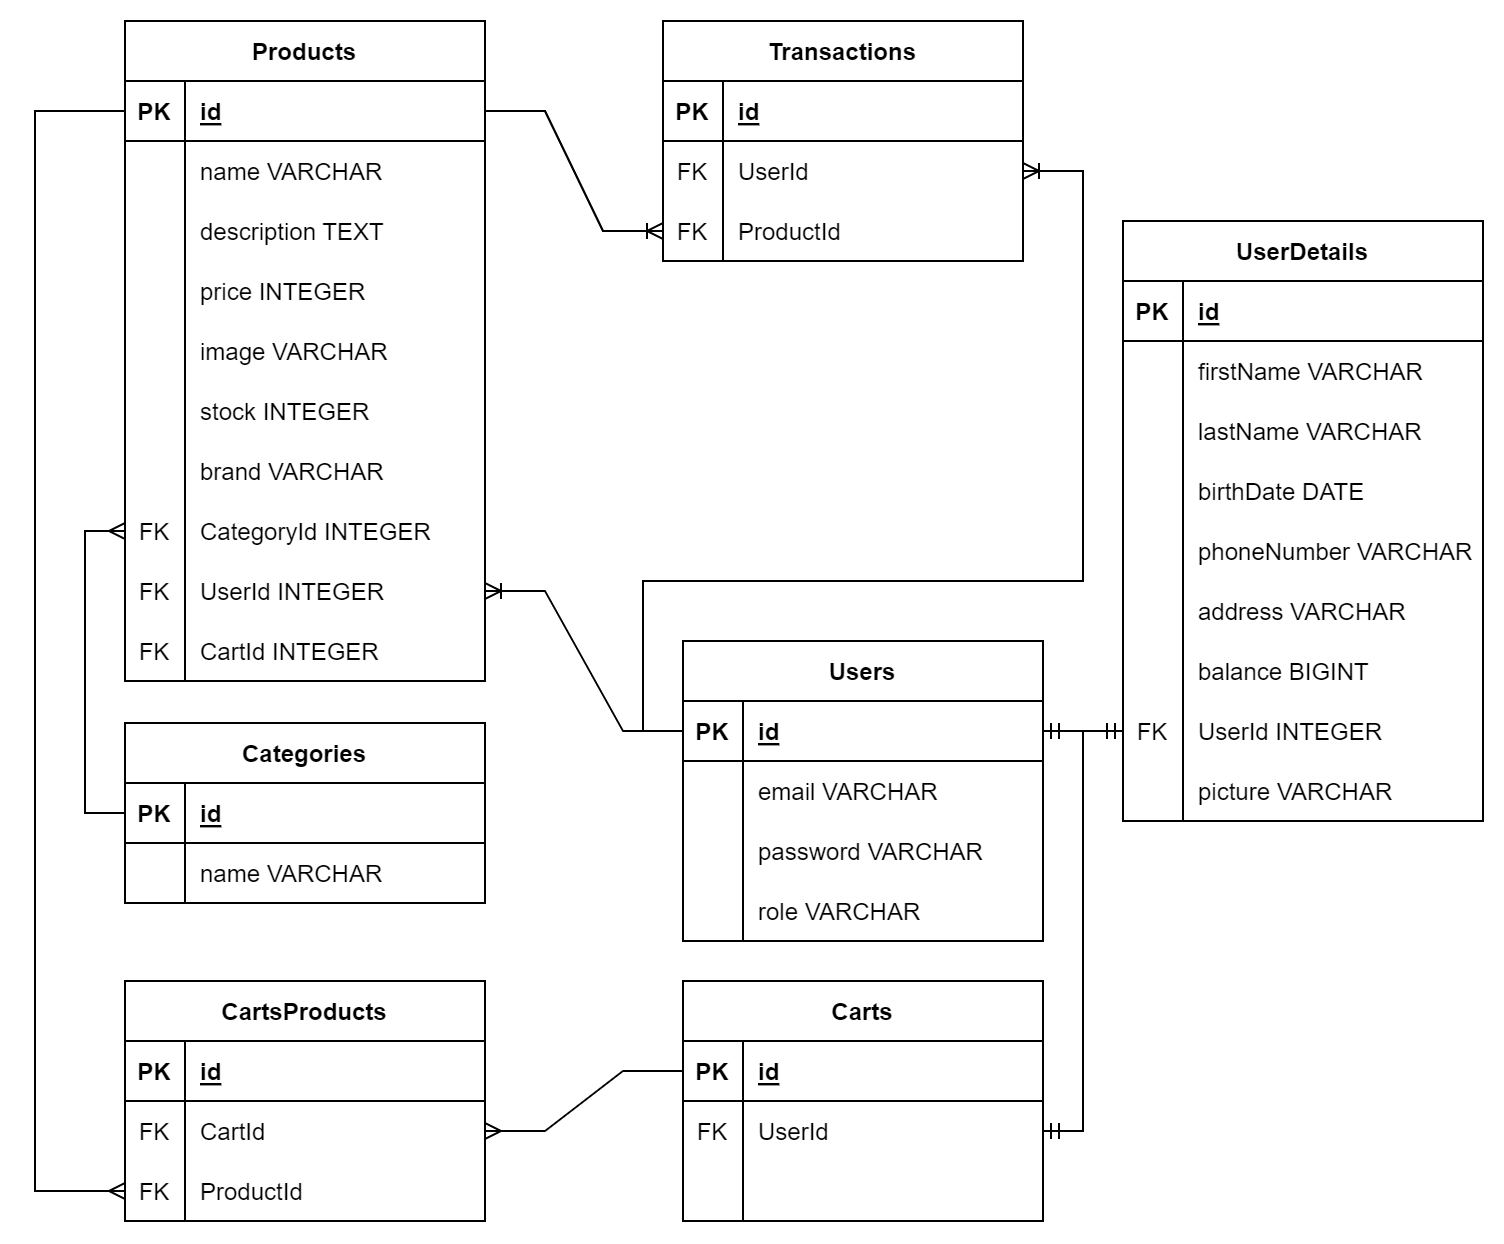 Products
PK id
name VARCHAR
description TEXT
price INTEGER
image VARCHAR
stock INTEGER
brand VARCHAR
FK CategoryId INTEGER
FK UserId INTEGER
FK CartId INTEGER
Transactions
PK id
FK UserId
FK ProductId
UserDetails
PK id
firstName VARCHAR
lastName VARCHAR
birthDate DATE
phoneNumber VARCHAR
address VARCHAR
balance BIGINT
FK UserId INTEGER
picture VARCHAR
Users
PK id
email VARCHAR
password VARCHAR
role VARCHAR
Categories
PK id
name VARCHAR
CartsProducts
PK id
FK CartId
FK ProductId
Carts
PK id
FK UserId